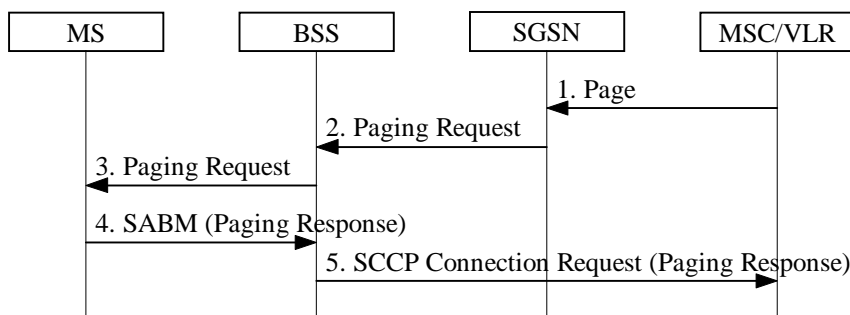 MS BSS SGSN MSC/VLR
1. Page
2. Paging Request
3. Paging Request
4. SABM (Paging Response)
5. SCCP Connection Request (Paging Response)